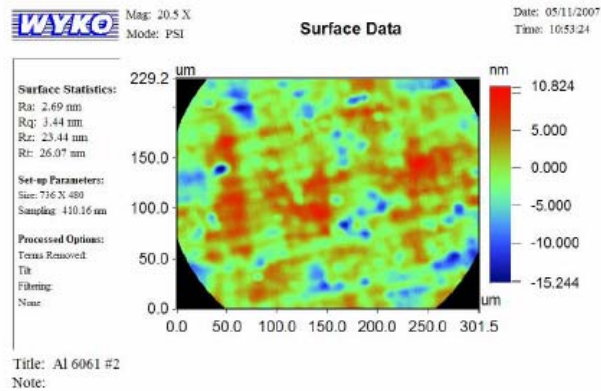 WYKO
Mag: 20.5 X
Mode: PSI
Surface Data
Date: 05/11/2007
Time: 10:53:24
Surface Statistics:
Ra: 2.69 nm
Rq: 3.44 nm
Rz: 23.44 nm
Rt: 26.07 nm
Set-up Parameters:
Size: 736 X 480
Sampling: 410.16 nm
Processed Options:
Terms Removed:
Tilt
Filtering:
None
um
229.2
150.0
100.0
50.0
0.0
0.0 50.0 100.0 150.0 200.0 250.0 301.5
um
nm
10.824
5.000
0.000
-5.000
-10.000
-15.244
Title: Al 6061 #2
Note: